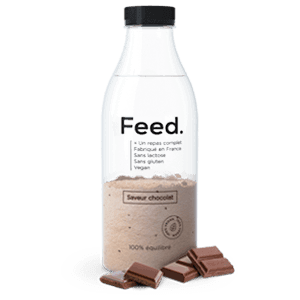 Feed.
+ Un repas complet
Fabriqué en France
Sans lactose
Sans gluten
Vegan
Saveur chocolat
100% équilibré